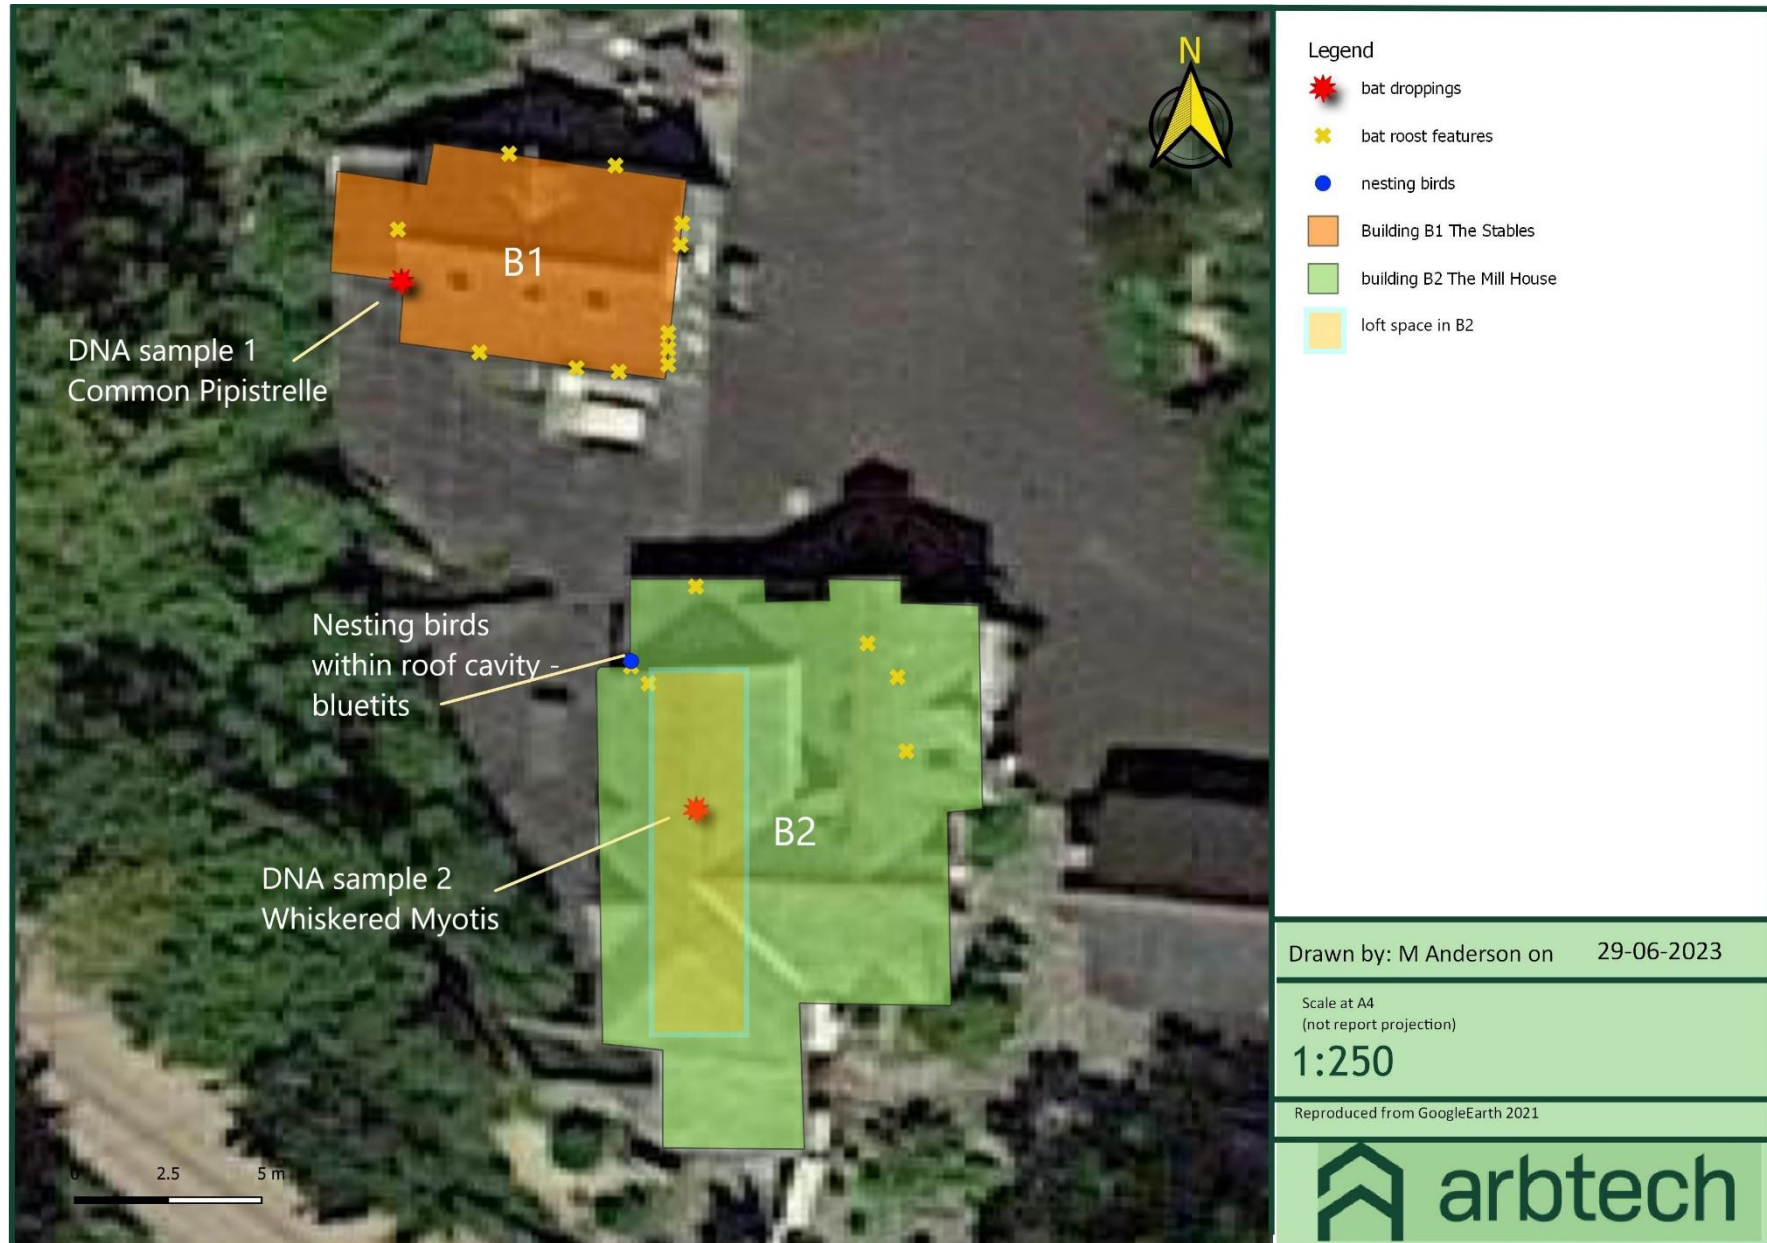 N
B1
DNA sample 1
Common Pipistrelle
Nesting birds
within roof cavity -
bluetits
B2
DNA sample 2
Whiskered Myotis
0 2.5 5 m
Legend
bat droppings
bat roost features
nesting birds
Building B1 The Stables
building B2 The Mill House
loft space in B2
Drawn by: M Anderson on 29-06-2023
Scale at A4
(not report projection)
1:250
Reproduced from GoogleEarth 2021
arbtech